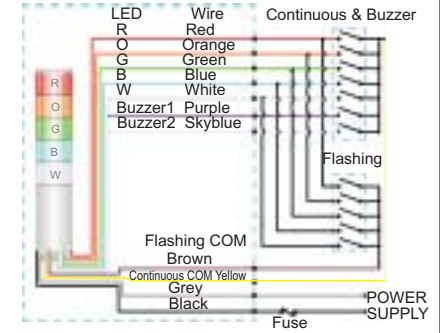 LED Wire Continuous & Buzzer
R Red
O Orange
G Green
B Blue
W White
Buzzer1 Purple
Buzzer2 Skyblue
R
O
G
B
W
Flashing
Flashing COM
Brown
Continuous COM Yellow
Grey
Black
Fuse
POWER
SUPPLY